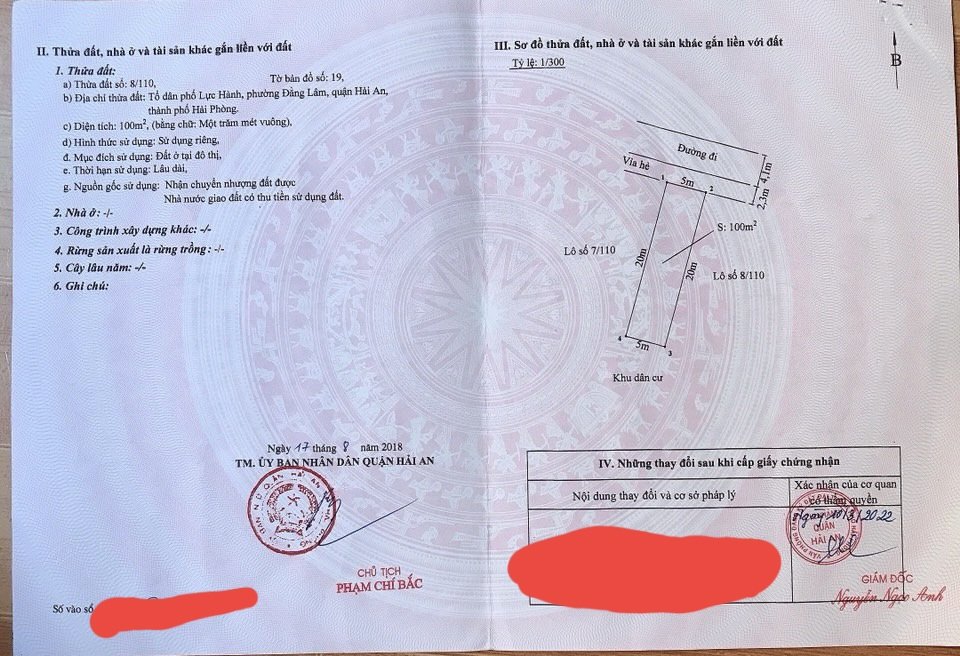 II. Thửa đất, nhà ở và tài sản khác gắn liền với đất
1. Thửa đất:
a) Thửa đất số: 8/110, Tờ bản đồ số: 19,
b) Địa chỉ thửa đất: Tổ dân phố Lực Hành, phường Đằng Lâm, quận Hải An,
thành phố Hải Phòng.
c) Diện tích: 100m², (bằng chữ: Một trăm mét vuông),
d) Hình thức sử dụng: Sử dụng riêng,
đ. Mục đích sử dụng: Đất ở tại đô thị,
e. Thời hạn sử dụng: Lâu dài,
g. Nguồn gốc sử dụng: Nhận chuyển nhượng đất được
Nhà nước giao đất có thu tiền sử dụng đất.
2. Nhà ở: -/-
3. Công trình xây dựng khác: -/-
4. Rừng sản xuất là rừng trồng: -/-
5. Cây lâu năm: -/-
6. Ghi chú:
Ngày 17 tháng 8 năm 2018
TM. ỦY BAN NHÂN DÂN QUẬN HẢI AN
CHỦ TỊCH
PHẠM CHÍ BẮC
Số vào sổ
III. Sơ đồ thửa đất, nhà ở và tài sản khác gắn liền với đất
Tỷ lệ: 1/300
B
Đường đi
Vỉa hè
4,1m
2,3m
1
5m
2
S: 100m²
Lô số 7/110
20m
20m
Lô số 8/110
4
5m
3
Khu dân cư
IV. Những thay đổi sau khi cấp giấy chứng nhận
Nội dung thay đổi và cơ sở pháp lý
Xác nhận của cơ quan
có thẩm quyền
Ngày 10/3/2022
QUẬN
HẢI AN
GIÁM ĐỐC
Nguyễn Ngọc Anh